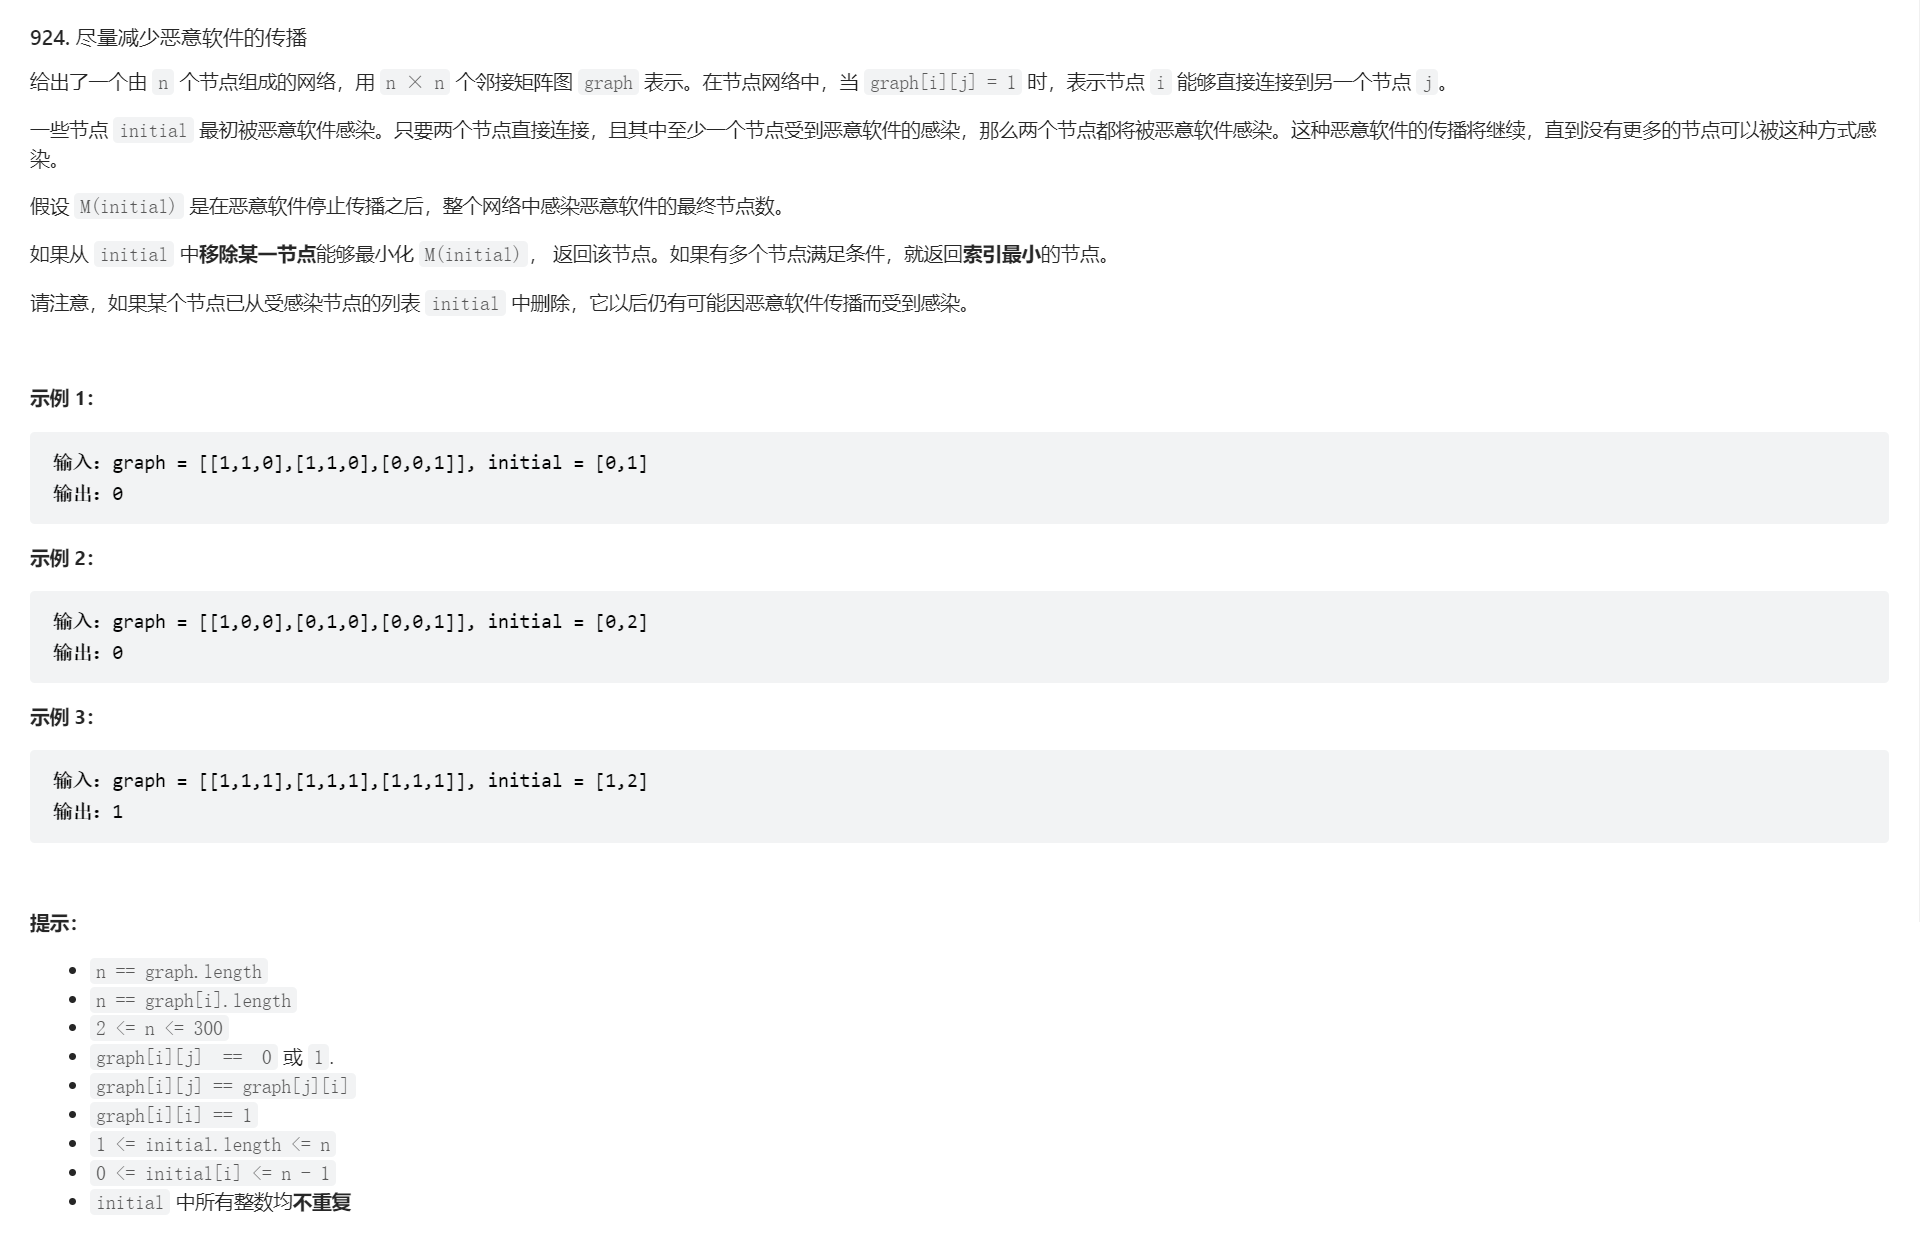 924. 尽量减少恶意软件的传播
给出了一个由 n 个节点组成的网络，用 n × n 个邻接矩阵图 graph 表示。在节点网络中，当 graph[i][j] = 1 时，表示节点 i 能够直接连接到另一个节点 j。
一些节点 initial 最初被恶意软件感染。只要两个节点直接连接，且其中至少一个节点受到恶意软件的感染，那么两个节点都将被恶意软件感染。这种恶意软件的传播将继续，直到没有更多的节点可以被这种方式感
染。
假设 M(initial) 是在恶意软件停止传播之后，整个网络中感染恶意软件的最终节点数。
如果从 initial 中移除某一节点能够最小化 M(initial)， 返回该节点。如果有多个节点满足条件，就返回索引最小的节点。
请注意，如果某个节点已从受感染节点的列表 initial 中删除，它以后仍有可能因恶意软件传播而受到感染。
示例 1：
输入：graph = [[1,1,0],[1,1,0],[0,0,1]], initial = [0,1]
输出：0
示例 2：
输入：graph = [[1,0,0],[0,1,0],[0,0,1]], initial = [0,2]
输出：0
示例 3：
输入：graph = [[1,1,1],[1,1,1],[1,1,1]], initial = [1,2]
输出：1
提示：
• n == graph.length
• n == graph[i].length
• 2 <= n <= 300
• graph[i][j] == 0 或 1.
• graph[i][j] == graph[j][i]
• graph[i][i] == 1
• 1 <= initial.length <= n
• 0 <= initial[i] <= n - 1
• initial 中所有整数均不重复